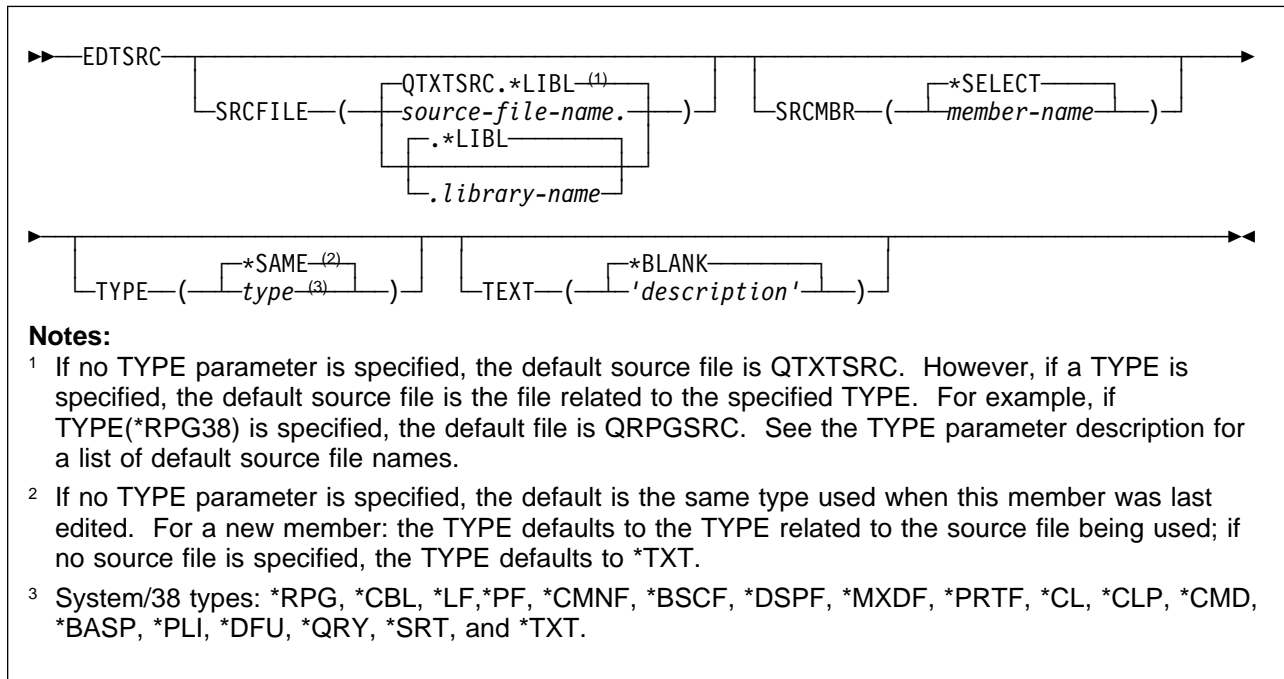 EDTSRC
QTXTSRC.*LIBL (1)
*SELECT
SRCFILE ( source-file-name. ) SRCMBR ( member-name )
.*LIBL
.library-name
*SAME (2) *BLANK
TYPE ( type (3) ) TEXT ( 'description' )
Notes:
1 If no TYPE parameter is specified, the default source file is QTXTSRC. However, if a TYPE is
specified, the default source file is the file related to the specified TYPE. For example, if
TYPE(*RPG38) is specified, the default file is QRPGSRC. See the TYPE parameter description for
a list of default source file names.
2 If no TYPE parameter is specified, the default is the same type used when this member was last
edited. For a new member: the TYPE defaults to the TYPE related to the source file being used; if
no source file is specified, the TYPE defaults to *TXT.
3 System/38 types: *RPG, *CBL, *LF,*PF, *CMNF, *BSCF, *DSPF, *MXDF, *PRTF, *CL, *CLP, *CMD,
*BASP, *PLI, *DFU, *QRY, *SRT, and *TXT.